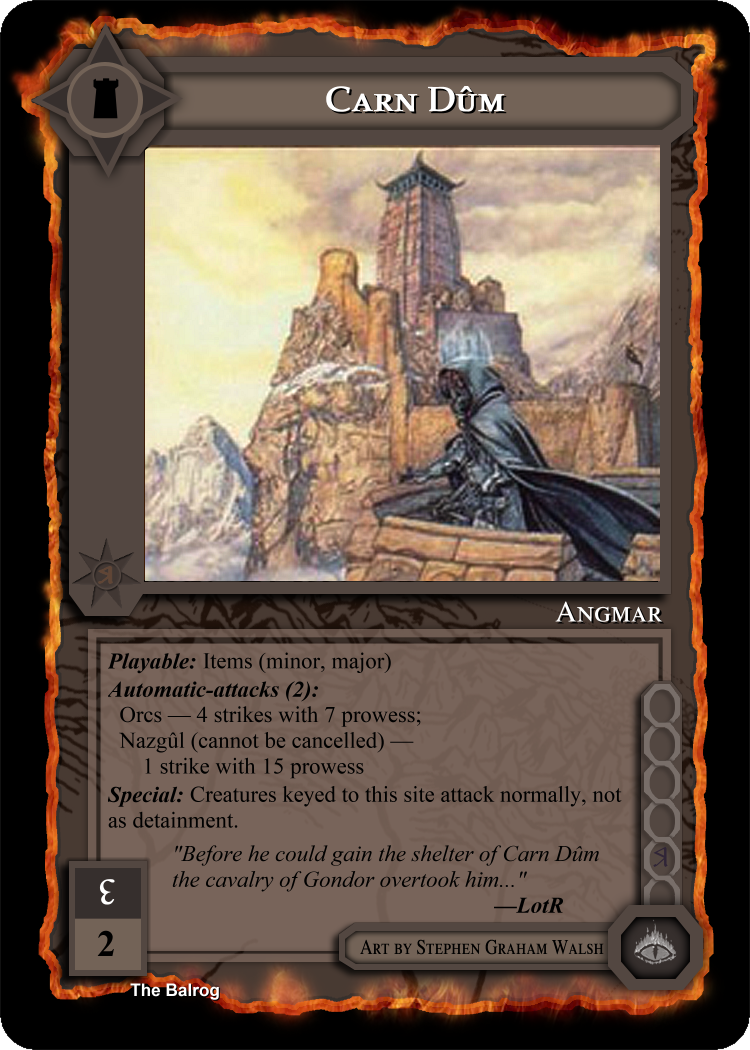 Carn Dûm
Angmar
Playable: Items (minor, major)
Automatic-attacks (2):
Orcs — 4 strikes with 7 prowess;
Nazgûl (cannot be cancelled) —
1 strike with 15 prowess
Special: Creatures keyed to this site attack normally, not
as detainment.
"Before he could gain the shelter of Carn Dûm
the cavalry of Gondor overtook him..."
—LotR
2
Art by Stephen Graham Walsh
The Balrog